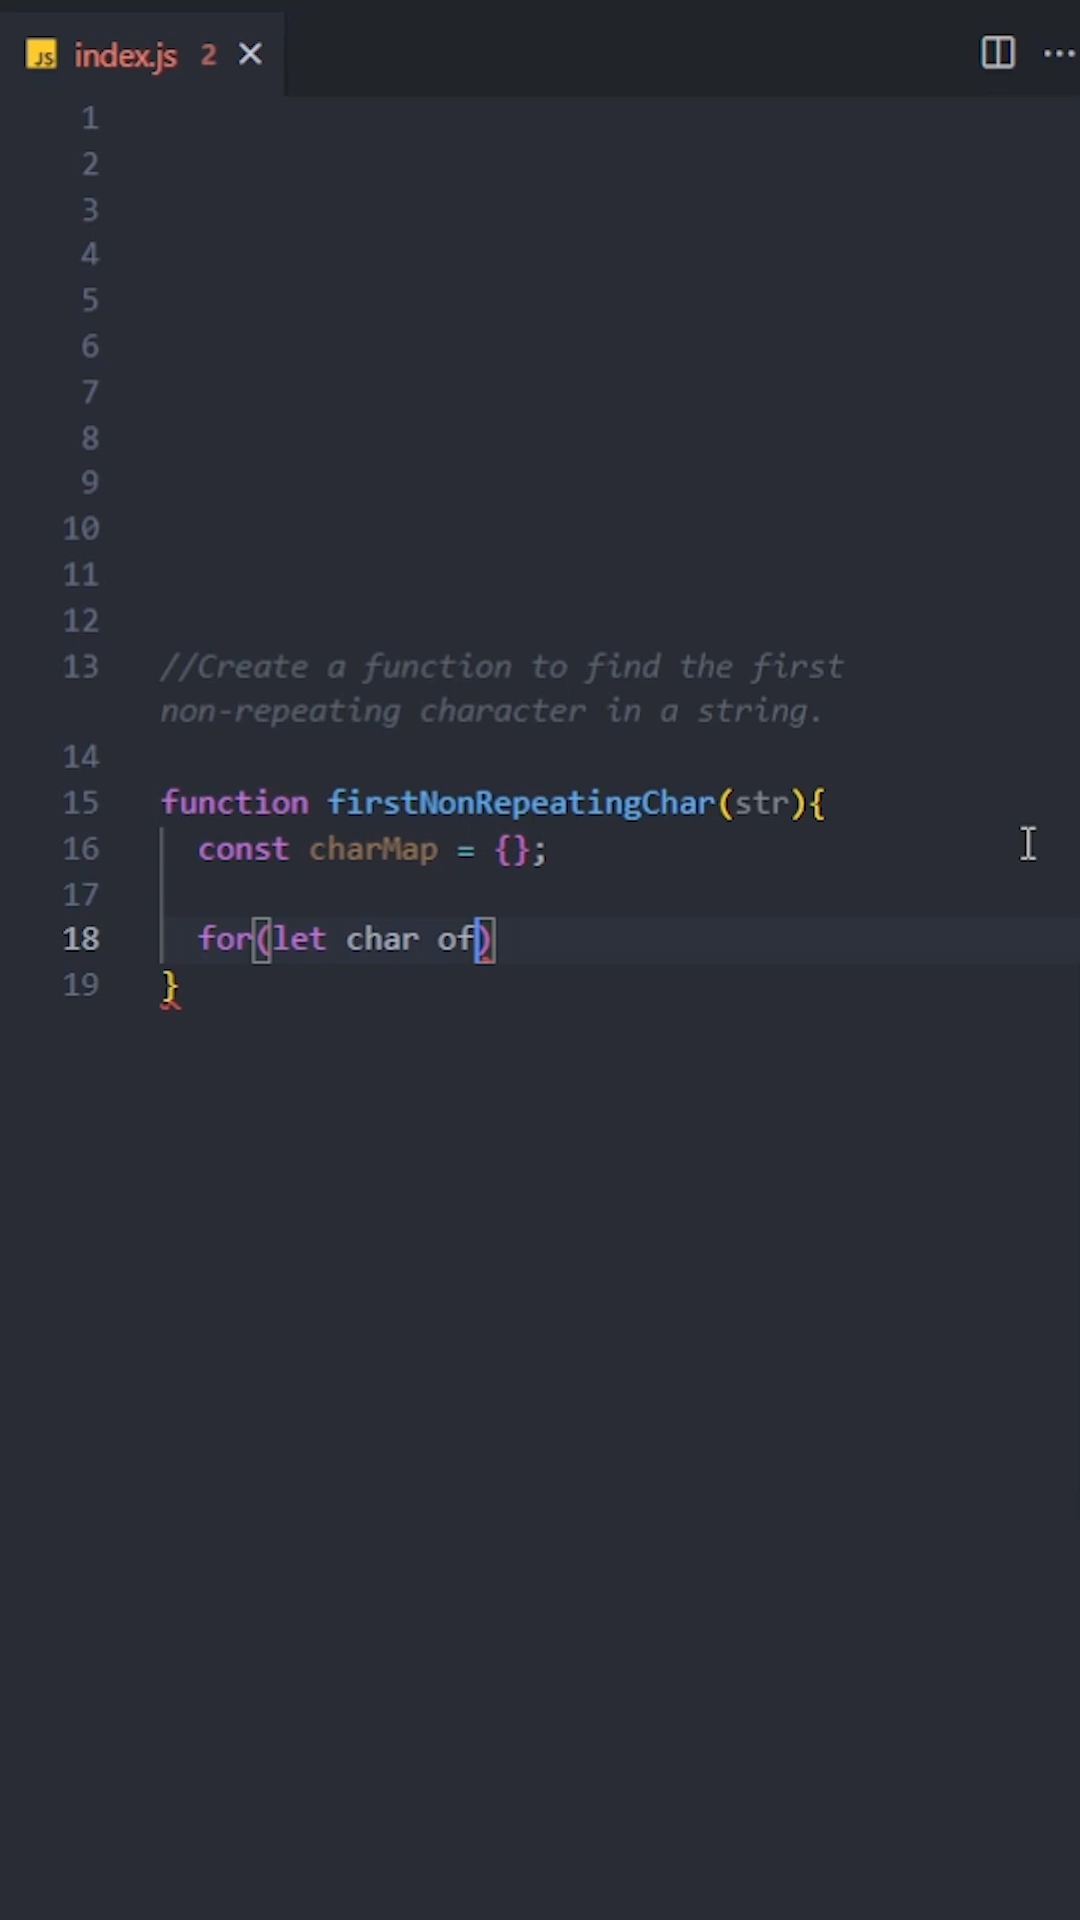 JS index.js 2
1
2
3
4
5
6
7
8
9
10
11
12
13 //Create a function to find the first
non-repeating character in a string.
14
15 function firstNonRepeatingChar(str){
16 const charMap = {};
17
18 for(let char of)
19 }